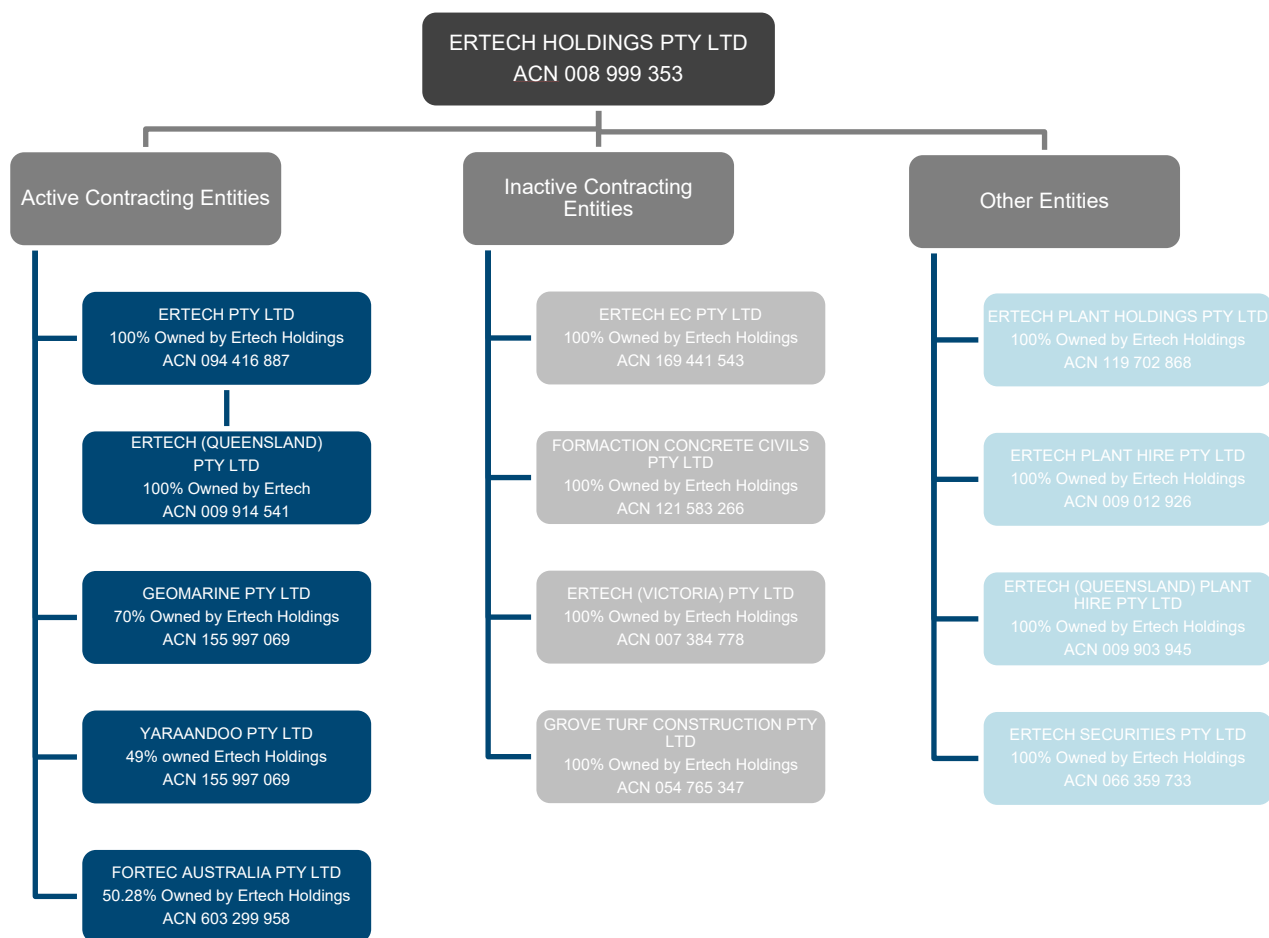 ERTECH HOLDINGS PTY LTD
ACN 008 999 353
Active Contracting Entities
ERTECH PTY LTD
100% Owned by Ertech Holdings
ACN 094 416 887
ERTECH (QUEENSLAND)
PTY LTD
100% Owned by Ertech
ACN 009 914 541
GEOMARINE PTY LTD
70% Owned by Ertech Holdings
ACN 155 997 069
YARAANDOO PTY LTD
49% owned Ertech Holdings
ACN 155 997 069
FORTEC AUSTRALIA PTY LTD
50.28% Owned by Ertech Holdings
ACN 603 299 958
Inactive Contracting
Entities
ERTECH EC PTY LTD
100% Owned by Ertech Holdings
ACN 169 441 543
FORMACTION CONCRETE CIVILS
PTY LTD
100% Owned by Ertech Holdings
ACN 121 583 266
ERTECH (VICTORIA) PTY LTD
100% Owned by Ertech Holdings
ACN 007 384 778
GROVE TURF CONSTRUCTION PTY
LTD
100% Owned by Ertech Holdings
ACN 054 765 347
Other Entities
ERTECH PLANT HOLDINGS PTY LTD
100% Owned by Ertech Holdings
ACN 119 702 868
ERTECH PLANT HIRE PTY LTD
100% Owned by Ertech Holdings
ACN 009 012 926
ERTECH (QUEENSLAND) PLANT
HIRE PTY LTD
100% Owned by Ertech Holdings
ACN 009 903 945
ERTECH SECURITIES PTY LTD
100% Owned by Ertech Holdings
ACN 066 359 733